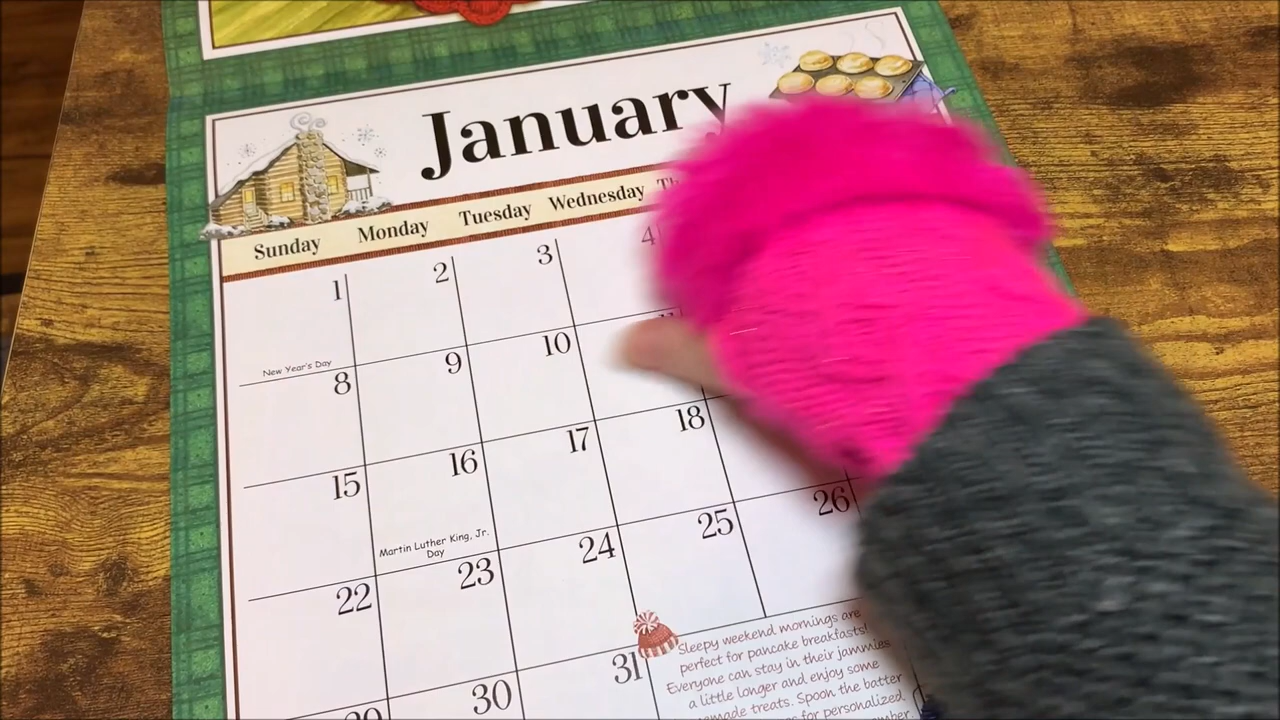 January
Sunday Monday Tuesday Wednesday
1 2 3 4
New Year's Day
8 9 10
15 16 17 18
Martin Luther King, Jr.
Day
22 23 24 25 26
30 31
Sleepy weekend mornings are
perfect for pancake breakfasts!
Everyone can stay in their jammies
a little longer and enjoy some
treats. Spoon the batter
for personalized